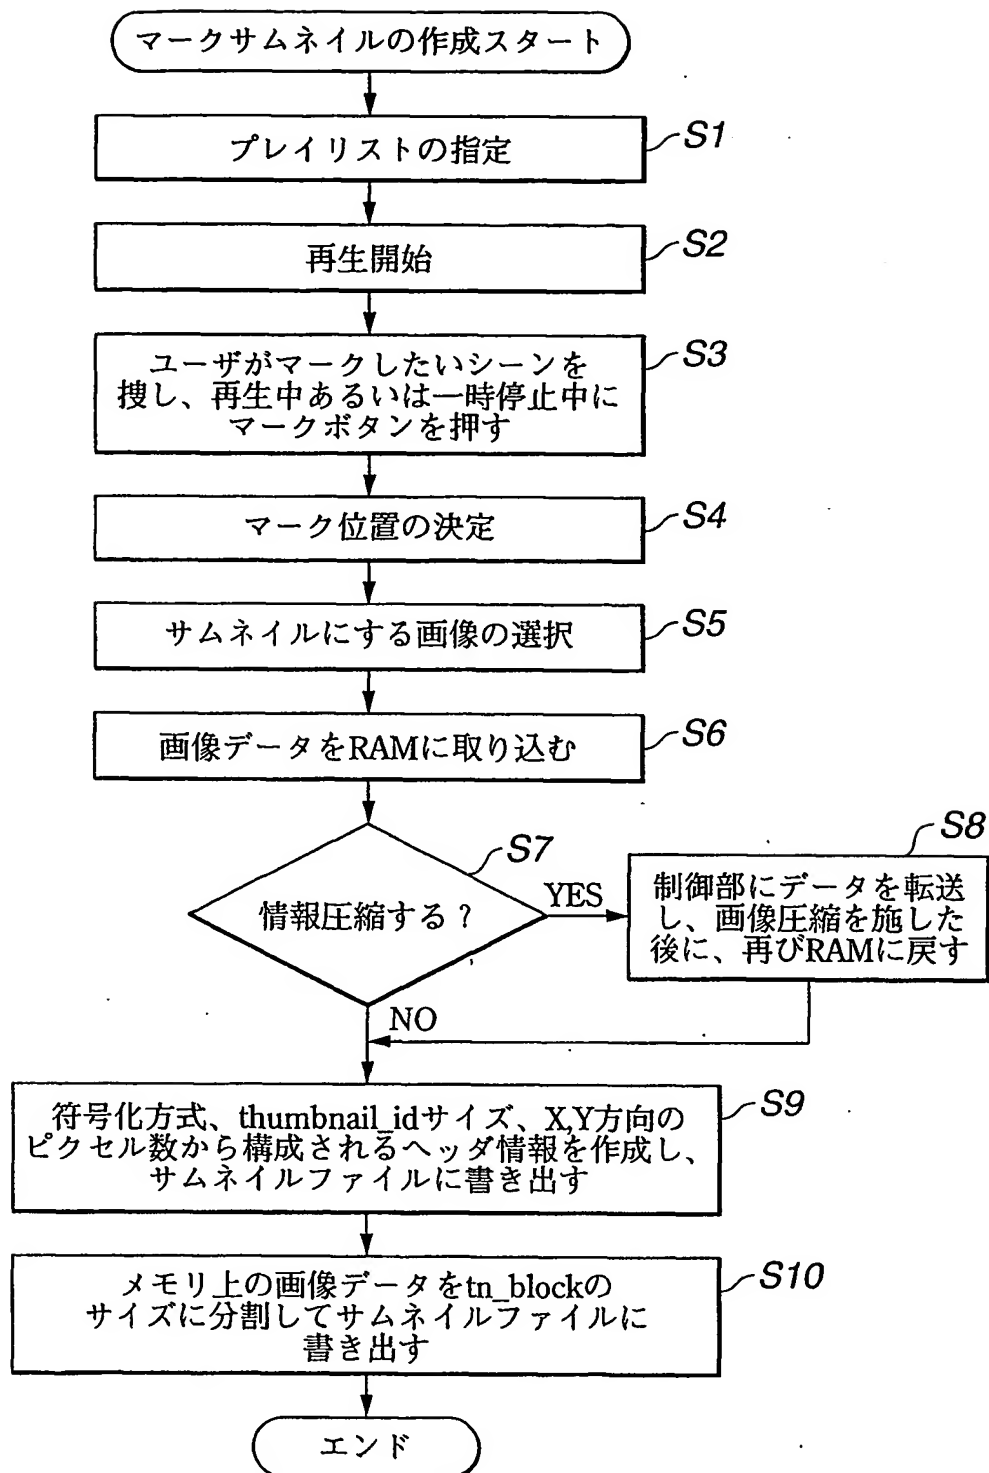 マークサムネイルの作成スタート
プレイリストの指定
S1
再生開始
S2
ユーザがマークしたいシーンを
捜し、再生中あるいは一時停止中に
マークボタンを押す
S3
マーク位置の決定
S4
サムネイルにする画像の選択
S5
画像データをRAMに取り込む
S6
情報圧縮する？
S7
YES
制御部にデータを転送
し、画像圧縮を施した
後に、再びRAMに戻す
S8
NO
符号化方式、thumbnail_idサイズ、X,Y方向の
ピクセル数から構成されるヘッダ情報を作成し、
サムネイルファイルに書き出す
S9
メモリ上の画像データをtn_blockの
サイズに分割してサムネイルファイルに
書き出す
S10
エンド